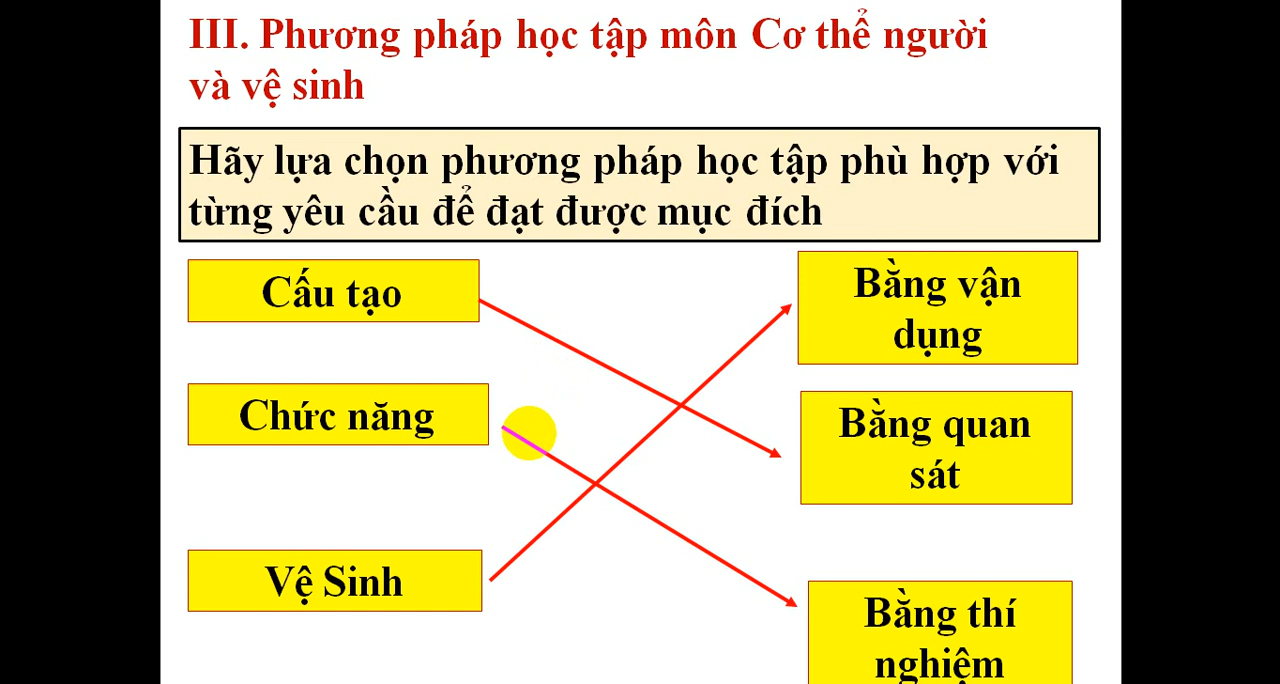 III. Phương pháp học tập môn Cơ thể người
và vệ sinh
Hãy lựa chọn phương pháp học tập phù hợp với
từng yêu cầu để đạt được mục đích
Cấu tạo
Bằng vận
dụng
Chức năng
Bằng quan
sát
Vệ Sinh
Bằng thí
nghiệm